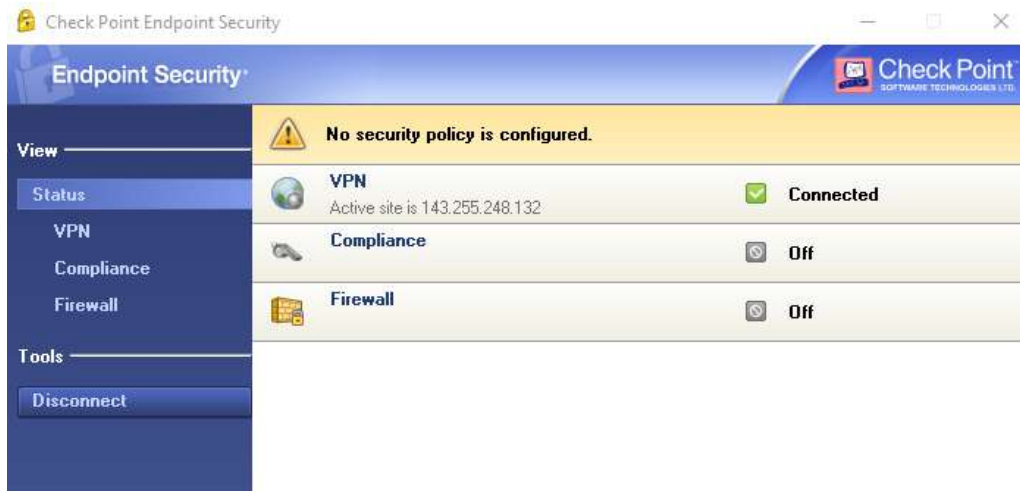 Check Point Endpoint Security
Endpoint Security
Check Point
SOFTWARE TECHNOLOGIES LTD.
View
Status
VPN
Compliance
Firewall
Tools
Disconnect
No security policy is configured.
VPN
Connected
Active site is 143.255.248.132
Compliance
Off
Firewall
Off